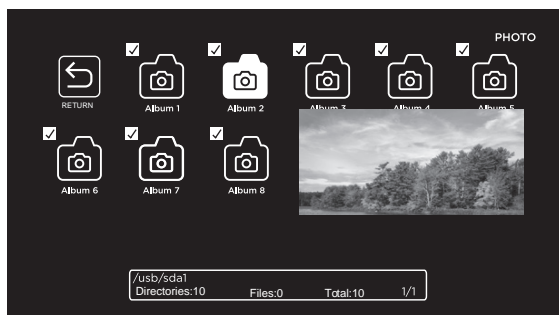 PHOTO
RETURN
Album 1
Album 2
Album 3
Album 4
Album 5
Album 6
Album 7
Album 8
/usb/sda1
Directories:10 Files:0 Total:10 1/1